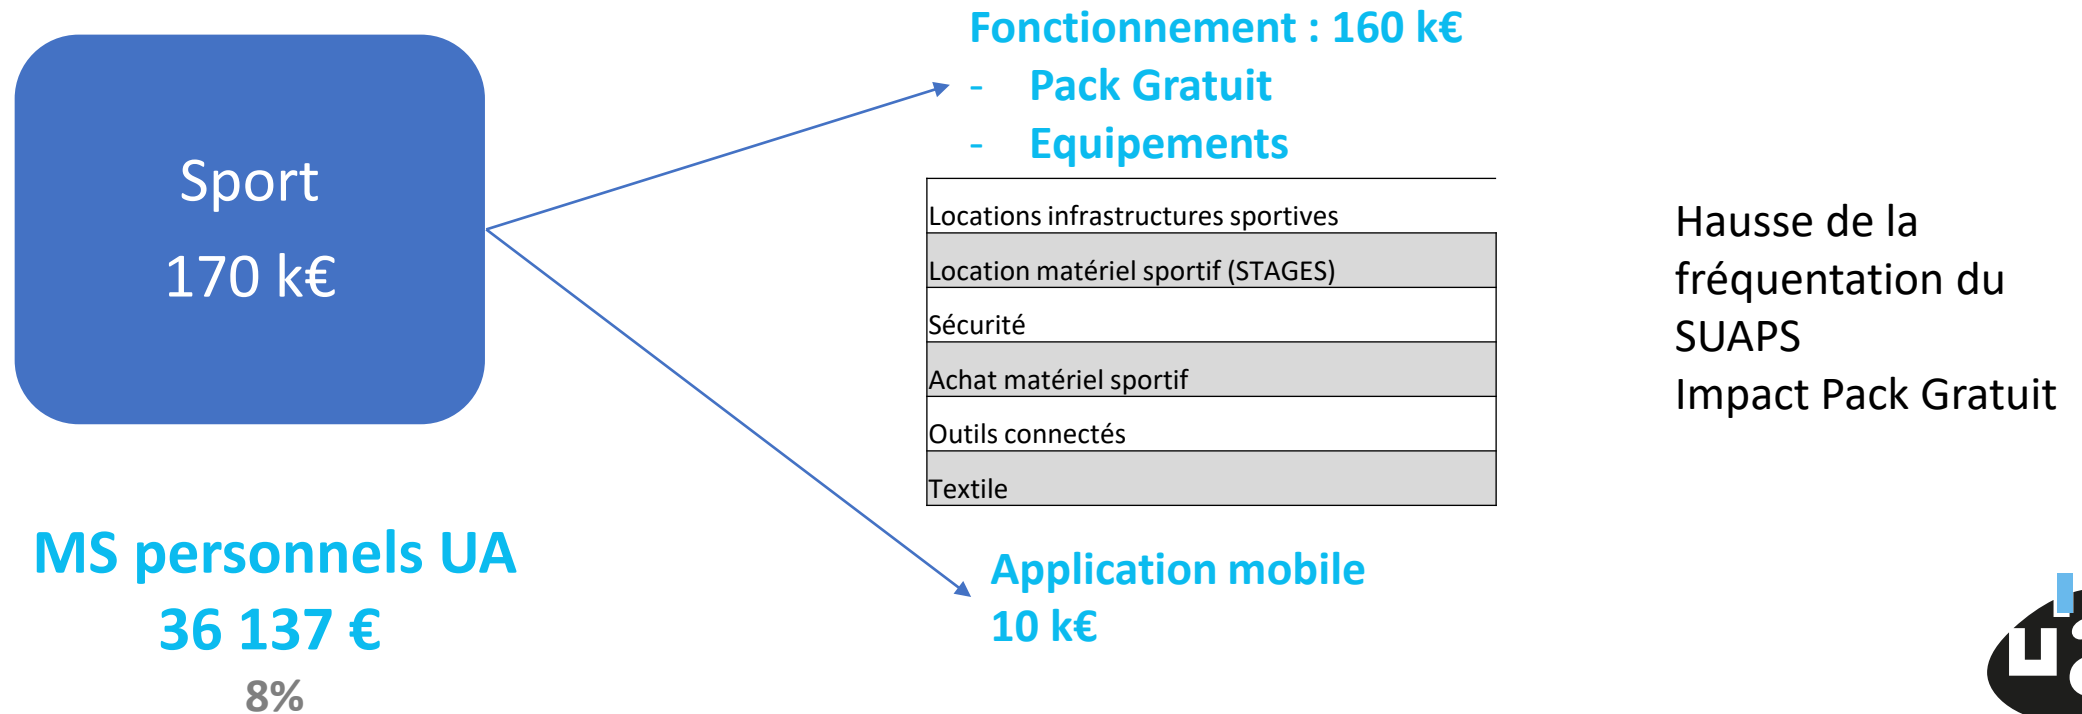 Sport
170 k€
MS personnels UA
36 137 €
8%
Fonctionnement : 160 k€
- Pack Gratuit
- Equipements
Locations infrastructures sportives
Location matériel sportif (STAGES)
Sécurité
Achat matériel sportif
Outils connectés
Textile
Application mobile
10 k€
Hausse de la
fréquentation du
SUAPS
Impact Pack Gratuit